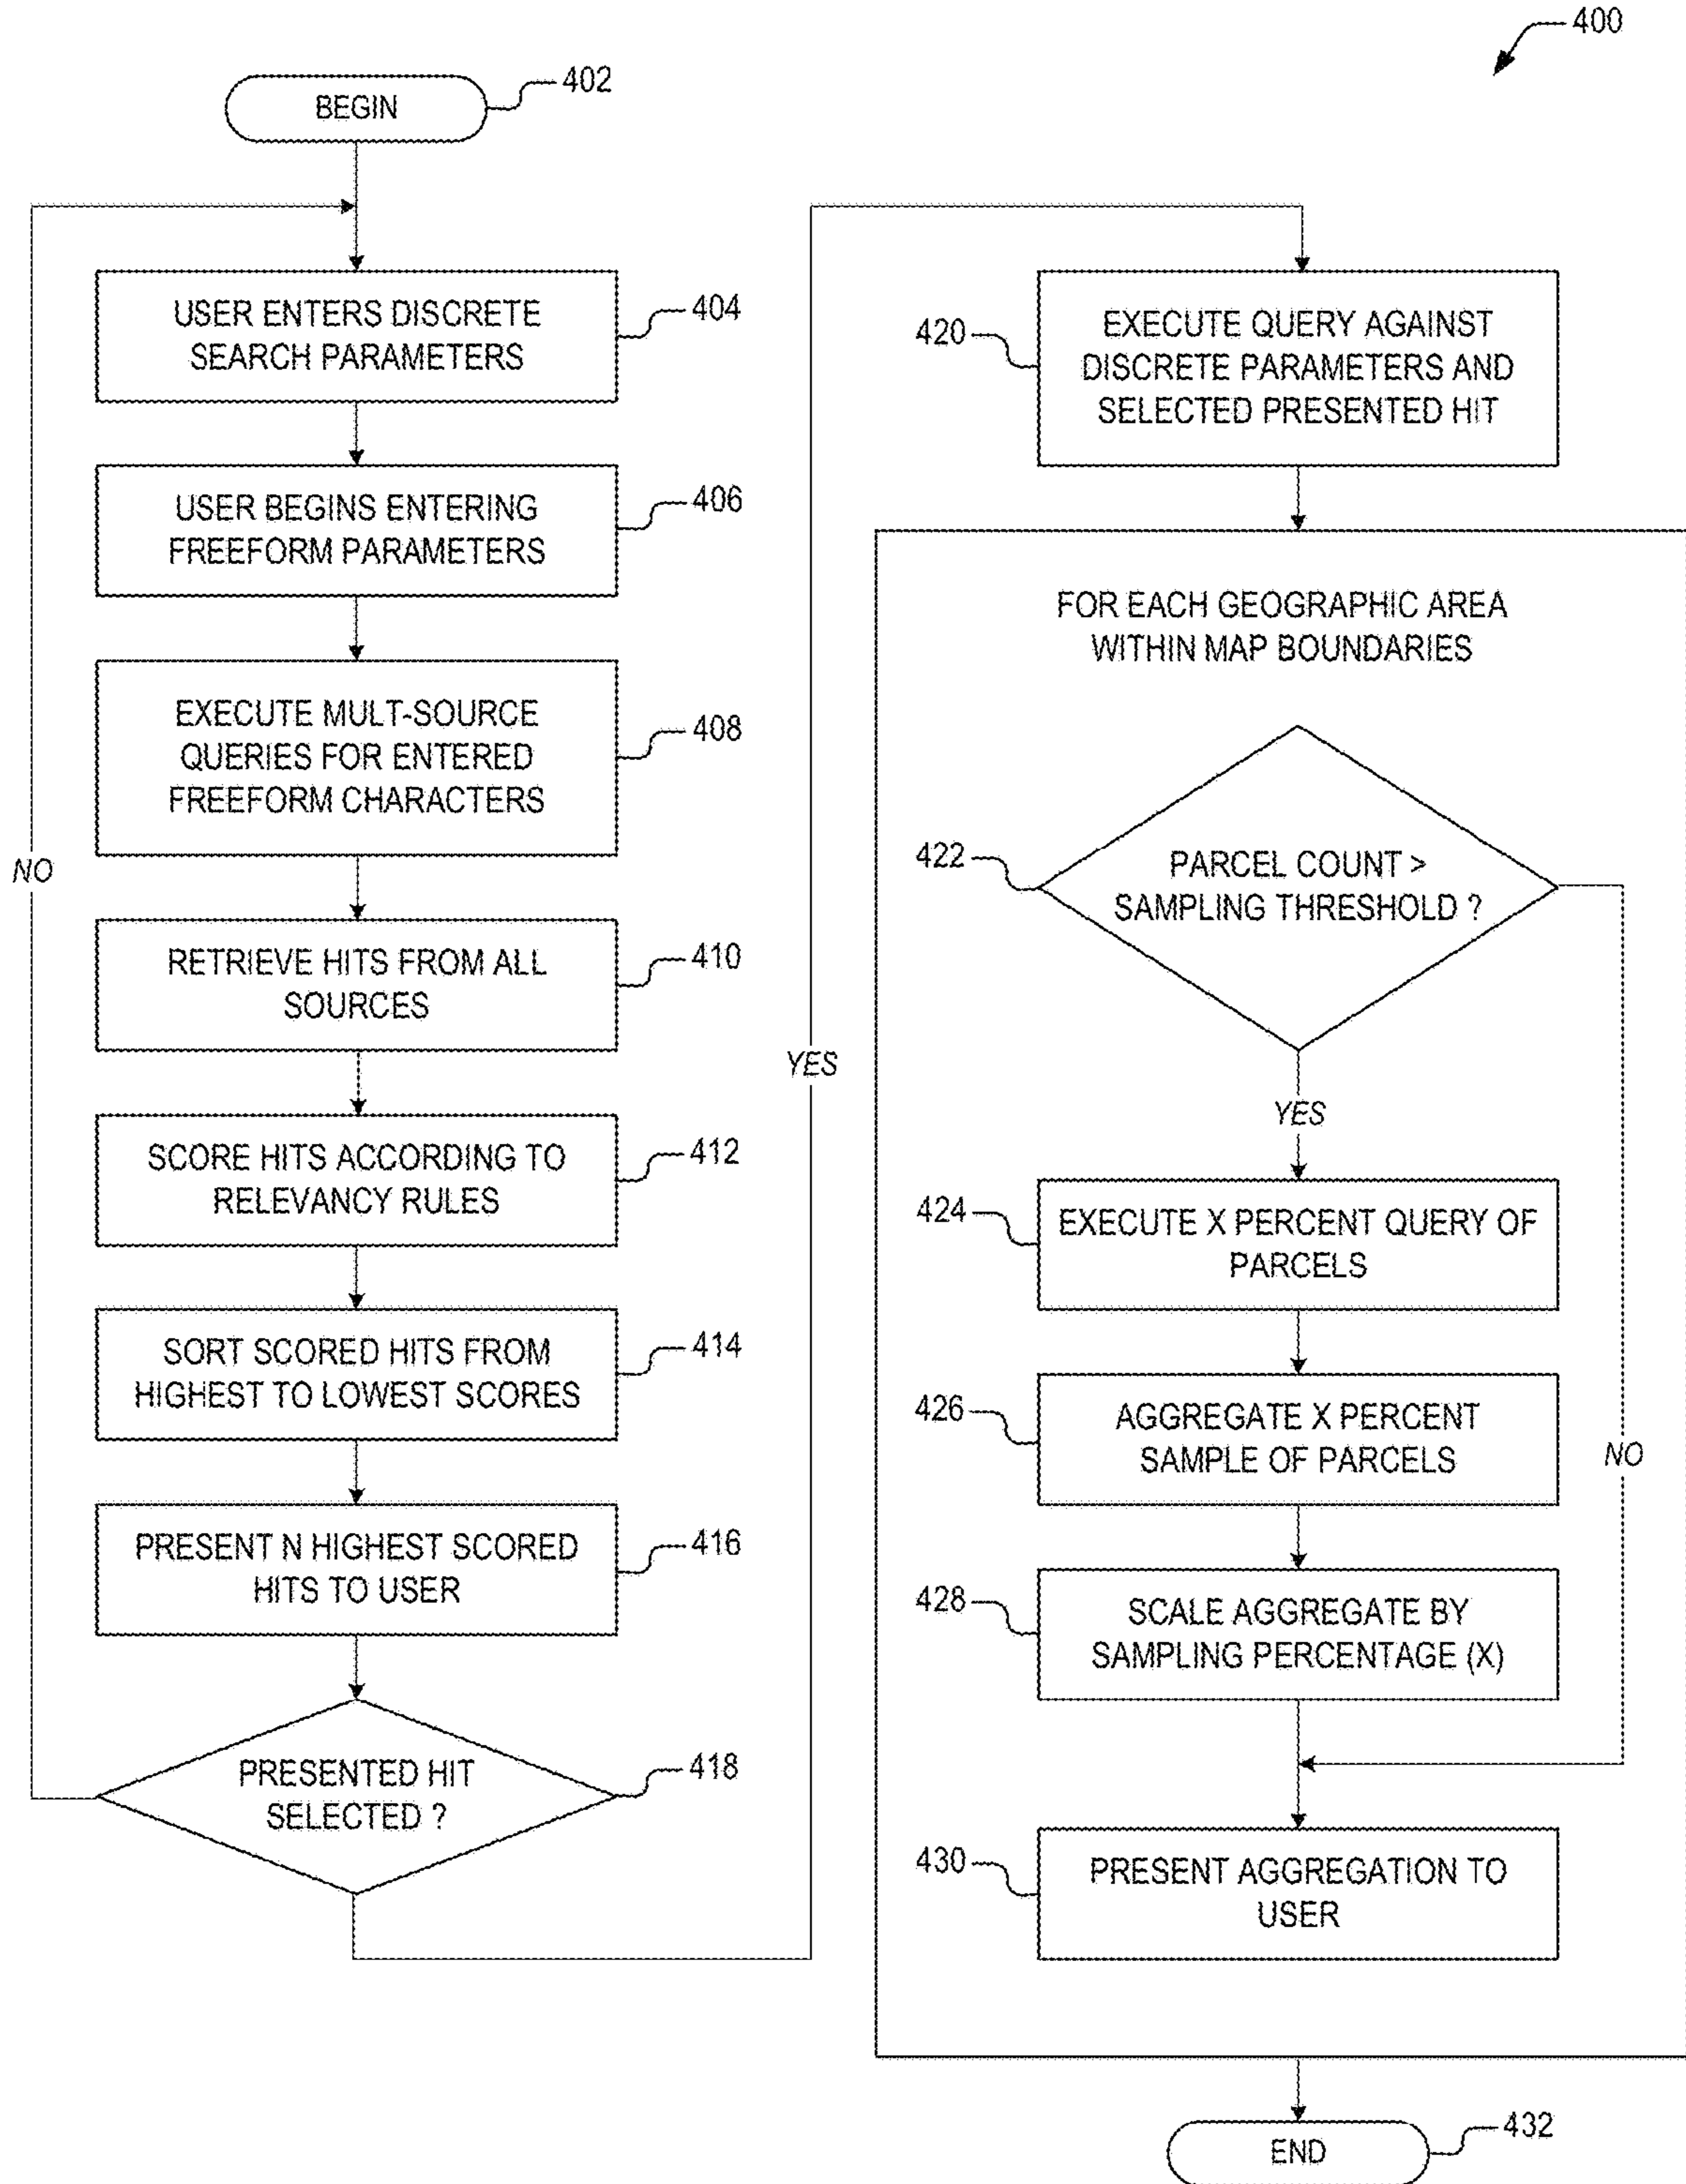 400
BEGIN
402
USER ENTERS DISCRETE
SEARCH PARAMETERS
404
USER BEGINS ENTERING
FREEFORM PARAMETERS
406
EXECUTE MULT-SOURCE
QUERIES FOR ENTERED
FREEFORM CHARACTERS
408
NO
RETRIEVE HITS FROM ALL
SOURCES
410
SCORE HITS ACCORDING TO
RELEVANCY RULES
412
SORT SCORED HITS FROM
HIGHEST TO LOWEST SCORES
414
PRESENT N HIGHEST SCORED
HITS TO USER
416
PRESENTED HIT
SELECTED ?
418
YES
420
EXECUTE QUERY AGAINST
DISCRETE PARAMETERS AND
SELECTED PRESENTED HIT
FOR EACH GEOGRAPHIC AREA
WITHIN MAP BOUNDARIES
422
PARCEL COUNT >
SAMPLING THRESHOLD ?
YES
424
EXECUTE X PERCENT QUERY OF
PARCELS
426
AGGREGATE X PERCENT
SAMPLE OF PARCELS
NO
428
SCALE AGGREGATE BY
SAMPLING PERCENTAGE (X)
430
PRESENT AGGREGATION TO
USER
END
432